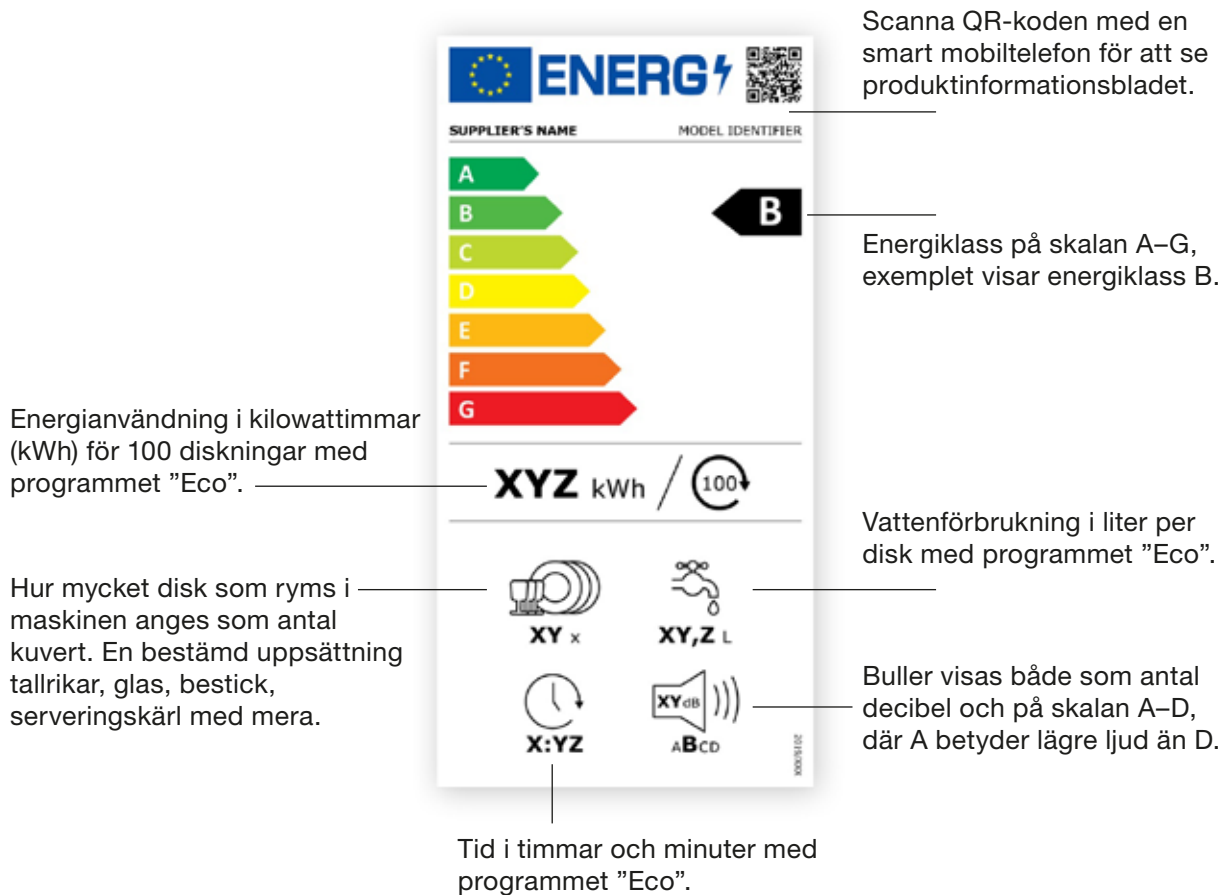 Scanna QR-koden med en
smart mobiltelefon för att se
produktinformationsbladet.
ENERG
SUPPLIER'S NAME MODEL IDENTIFIER
A
B
B
C
D
E
F
G
Energiklass på skalan A–G,
exemplet visar energiklass B.
Energianvändning i kilowattimmar
(kWh) för 100 diskningar med
programmet ”Eco”.
XYZ kWh / 100
Vattenförbrukning i liter per
disk med programmet ”Eco”.
Hur mycket disk som ryms i
maskinen anges som antal
kuvert. En bestämd uppsättning
tallrikar, glas, bestick,
serveringskärl med mera.
XY x
XY,Z L
X:YZ
XY dB
ABCD
2019/XXX
Buller visas både som antal
decibel och på skalan A–D,
där A betyder lägre ljud än D.
Tid i timmar och minuter med
programmet ”Eco”.